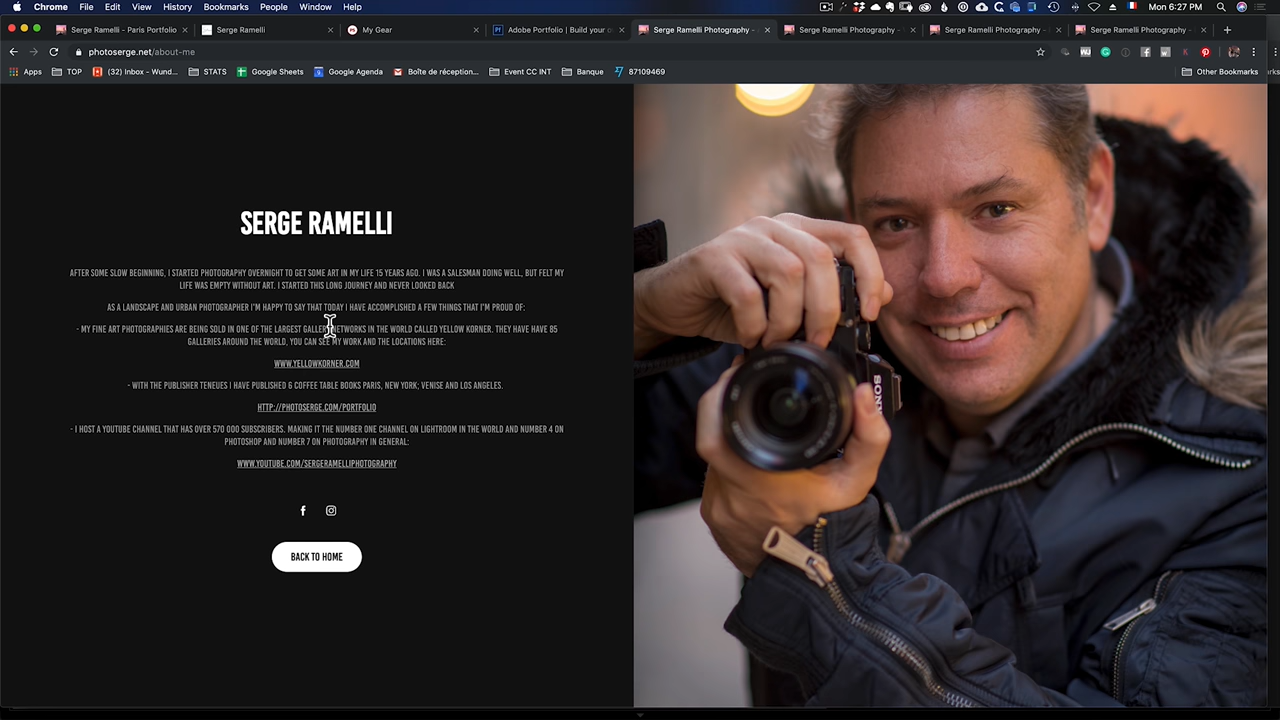 Chrome File Edit View History Bookmarks People Window Help Mon 6:27 PM
Serge Ramelli - Paris Portfolio Serge Ramelli My Gear Adobe Portfolio | Build your o Serge Ramelli Photography - Serge Ramelli Photography - Serge Ramelli Photography - Serge Ramelli Photography -
photoserge.net/about-me
Apps TOP (32) Inbox - Wund... STATS Google Sheets Google Agenda Boîte de réception... Event CC INT Banque 87109469 Other Bookmarks
SERGE RAMELLI
AFTER SOME SLOW BEGINNING, I STARTED PHOTOGRAPHY OVERNIGHT TO GET SOME ART IN MY LIFE 15 YEARS AGO. I WAS A SALESMAN DOING WELL, BUT FELT MY
LIFE WAS EMPTY WITHOUT ART. I STARTED THIS LONG JOURNEY AND NEVER LOOKED BACK
AS A LANDSCAPE AND URBAN PHOTOGRAPHER I'M HAPPY TO SAY THAT TODAY I HAVE ACCOMPLISHED A FEW THINGS THAT I'M PROUD OF:
- MY FINE ART PHOTOGRAPHIES ARE BEING SOLD IN ONE OF THE LARGEST GALLERY NETWORKS IN THE WORLD CALLED YELLOW KORNER. THEY HAVE HAVE 85
GALLERIES AROUND THE WORLD, YOU CAN SEE MY WORK AND THE LOCATIONS HERE:
WWW.YELLOWKORNER.COM
- WITH THE PUBLISHER TENEUES I HAVE PUBLISHED 6 COFFEE TABLE BOOKS PARIS, NEW YORK; VENISE AND LOS ANGELES.
HTTP://PHOTOSERGE.COM/PORTFOLIO
- I HOST A YOUTUBE CHANNEL THAT HAS OVER 570 000 SUBSCRIBERS. MAKING IT THE NUMBER ONE CHANNEL ON LIGHTROOM IN THE WORLD AND NUMBER 4 ON
PHOTOSHOP AND NUMBER 7 ON PHOTOGRAPHY IN GENERAL:
WWW.YOUTUBE.COM/SERGERAMELLIPHOTOGRAPHY
BACK TO HOME
SONY